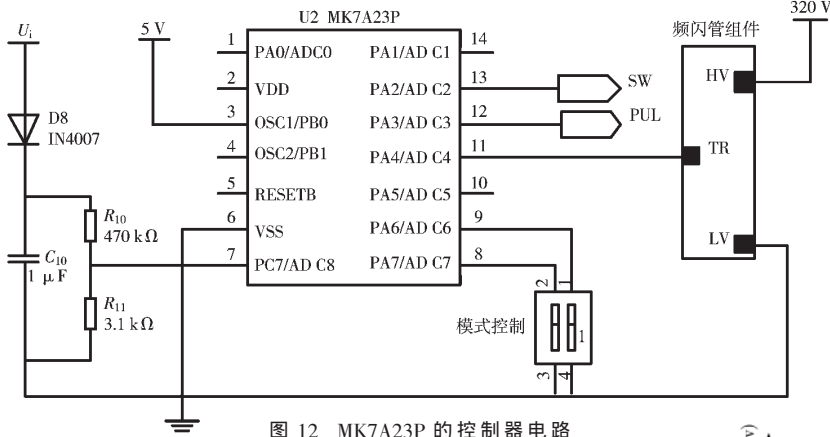 U2 MK7A23P
320 V
Ui
5 V
频闪管组件
1 PA0/ADC0 PA1/AD C1 14
2 VDD PA2/AD C2 13 SW
3 OSC1/PB0 PA3/AD C3 12 PUL
4 OSC2/PB1 PA4/AD C4 11
5 RESETB PA5/AD C5 10
6 VSS PA6/AD C6 9
7 PC7/AD C8 PA7/AD C7 8
HV
TR
LV
D8
IN4007
R10
470 kΩ
C10
1 μF
R11
3.1 kΩ
模式控制
2 1
1
3 4
图 12 MK7A23P 的控制器电路